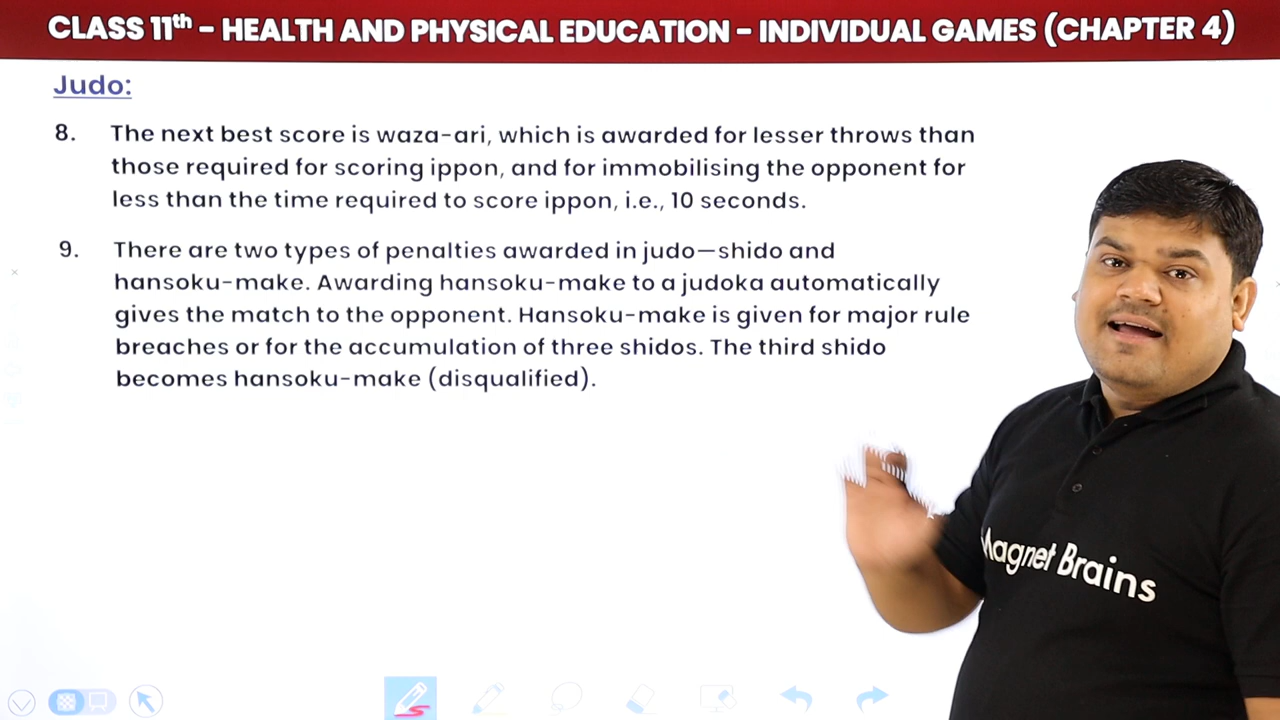 CLASS 11th – HEALTH AND PHYSICAL EDUCATION – INDIVIDUAL GAMES (CHAPTER 4)
Judo:
8. The next best score is waza-ari, which is awarded for lesser throws than
those required for scoring ippon, and for immobilising the opponent for
less than the time required to score ippon, i.e., 10 seconds.
9. There are two types of penalties awarded in judo—shido and
hansoku-make. Awarding hansoku-make to a judoka automatically
gives the match to the opponent. Hansoku-make is given for major rule
breaches or for the accumulation of three shidos. The third shido
becomes hansoku-make (disqualified).
Magnet Brains